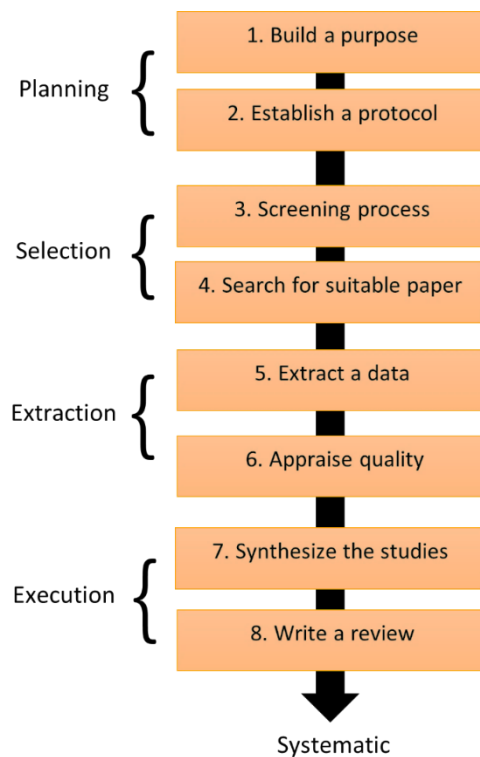 1. Build a purpose
Planning
2. Establish a protocol
3. Screening process
Selection
4. Search for suitable paper
5. Extract a data
Extraction
6. Appraise quality
7. Synthesize the studies
Execution
8. Write a review
Systematic